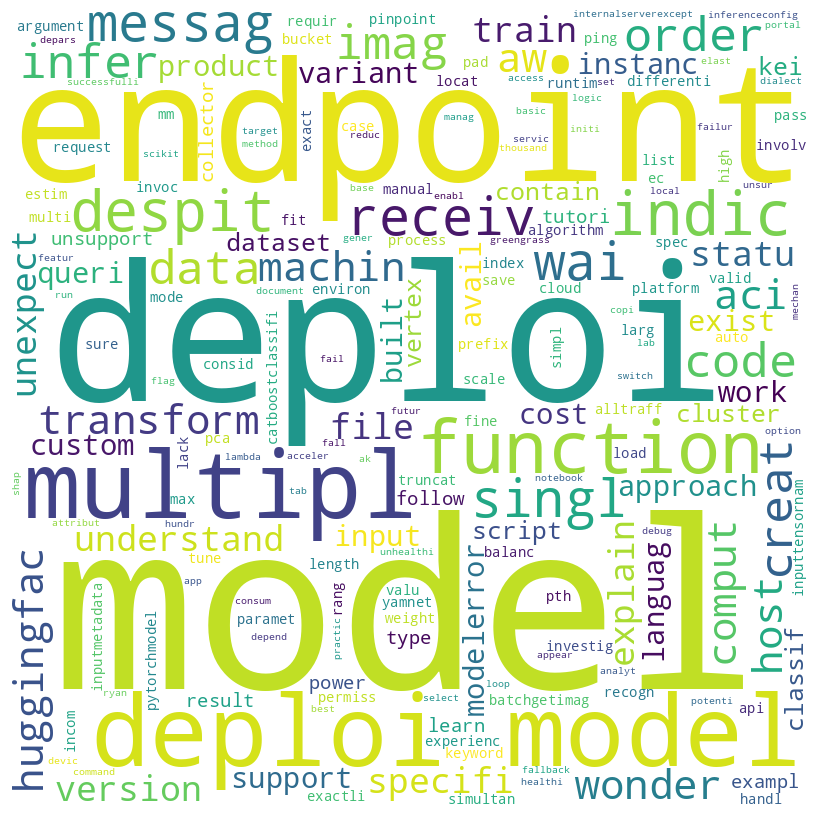 internalserverexcept inferenceconfig
argument messag requir pinpoint train ping order portal
depars bucket imag aw elast
infer product variant locat pad instanc kei
successfulli access runtim set differenti dialect
endpoint
request mm collector target exact case reduc basic logic pass
scikit method manag initi thousand servic failur involv
estim invoc base manual enabl contain list ec high local unsur
multi despit fit receiv algorithm tutori indic
unsupport dataset gener process greengrass index wai spec statu
unexpect featur queri data machin avail save cloud platform valid mechan
run mode document environ built vertex prefix simpl copi aci
deploi
sure consid catboostclassifi fail scale larg lab exist auto
flag switch code
transform futur file cost work alltraff cluster
custom lack pca lambda fall fine function load option
multipl acceler ak truncat notebook approach
shap max tab follow singl creat
attribut hundr understand input script explain comput debug
tune length unhealthi balanc inputtensornam
huggingfac app valu modelerror languag host
model
inputmetadata consum practic yamnet rang pth
paramet depend weight type investig appear analyt
ryan pytorchmodel power permiss select loop recogn potenti classif
incom result best deploi model learn batchgetimag api
devic experienc keyword
command version support specifi fallback wonder exampl
exactli simultan healthi handl